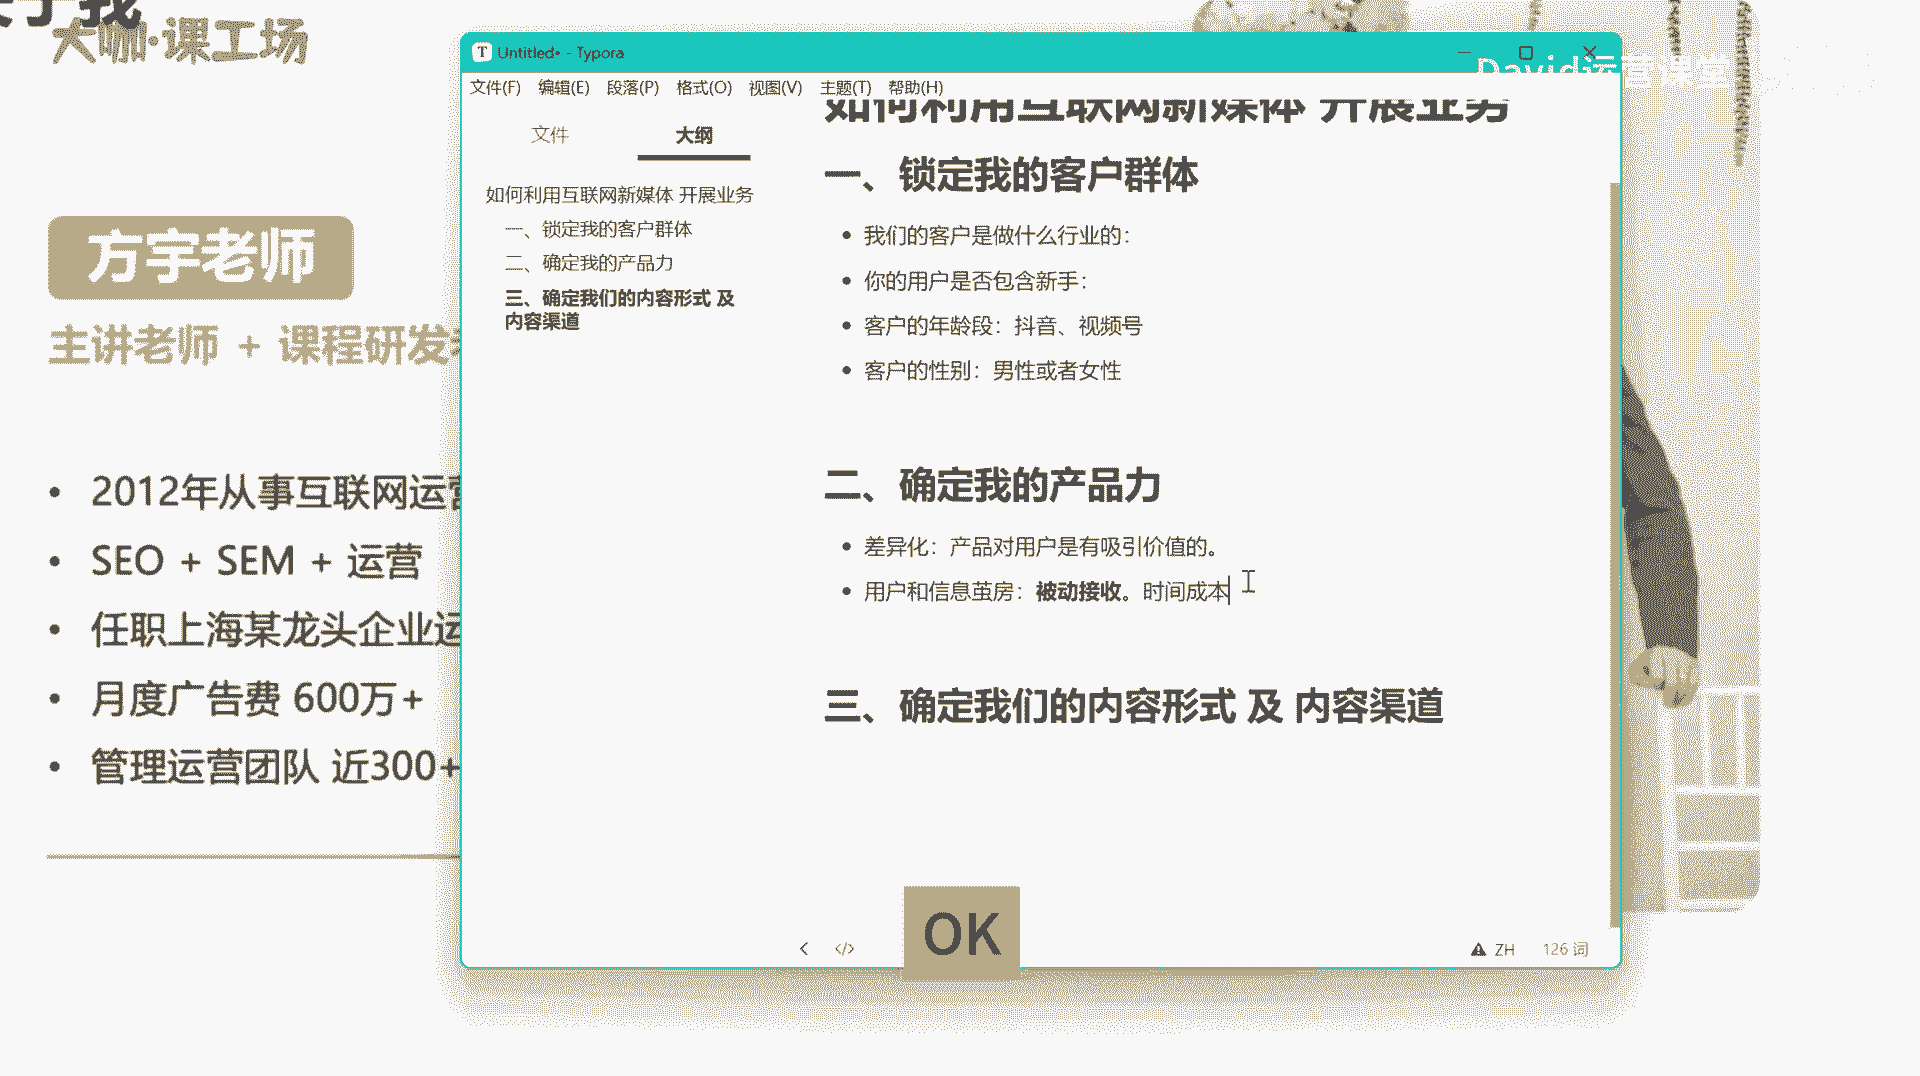 大咖·课工场
方宇老师
主讲老师 + 课程研发
2012年从事互联网运营
SEO + SEM + 运营
任职上海某龙头企业运
月度广告费 600万+
管理运营团队 近300+
Untitled• - Typora
David运营课堂
文件(F) 编辑(E) 段落(P) 格式(O) 视图(V) 主题(T) 帮助(H)
文件 大纲
如何利用互联网新媒体 开展业务
一、锁定我的客户群体
二、确定我的产品力
三、确定我们的内容形式 及
内容渠道
如何利用互联网新媒体 开展业务
一、锁定我的客户群体
我们的客户是做什么行业的：
你的用户是否包含新手：
客户的年龄段：抖音、视频号
客户的性别：男性或者女性
二、确定我的产品力
差异化：产品对用户是有吸引价值的。
用户和信息茧房：被动接收。时间成本
三、确定我们的内容形式 及 内容渠道
OK
ZH 126 词